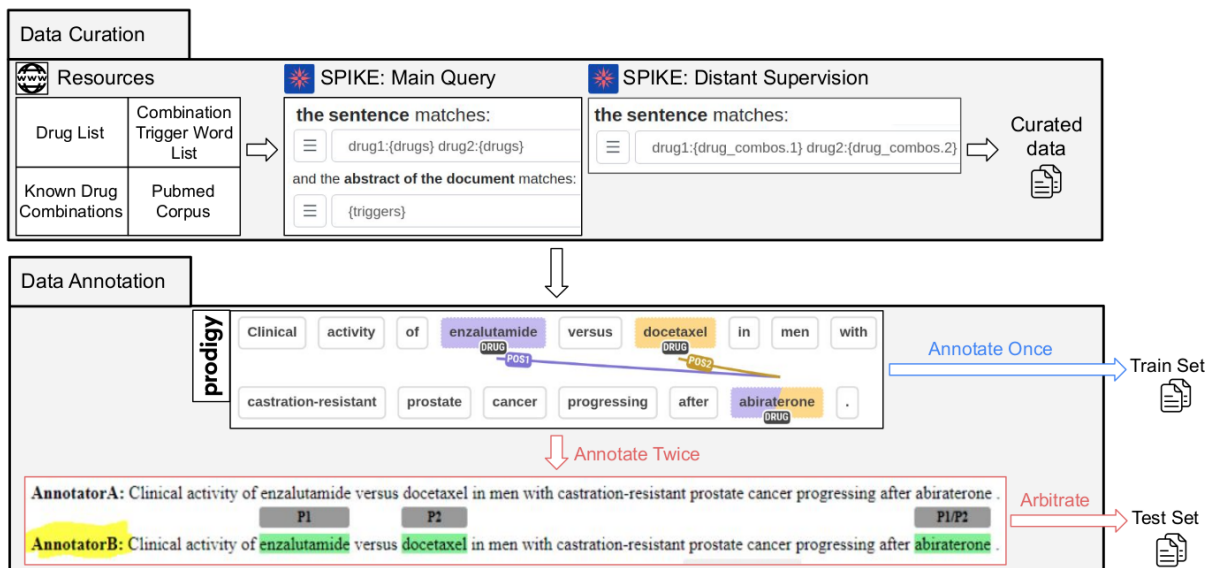 Data Curation
www
Resources
Drug List
Combination
Trigger Word
List
Known Drug
Combinations
Pubmed
Corpus
SPIKE: Main Query
the sentence matches:
drug1:{drugs} drug2:{drugs}
and the abstract of the document matches:
{triggers}
SPIKE: Distant Supervision
the sentence matches:
drug1:{drug_combos.1} drug2:{drug_combos.2}
Curated
data
Data Annotation
prodigy
Clinical activity of enzalutamide versus docetaxel in men with
DRUG DRUG
POS1 POS2
castration-resistant prostate cancer progressing after abiraterone .
DRUG
Annotate Once
Train Set
Annotate Twice
AnnotatorA: Clinical activity of enzalutamide versus docetaxel in men with castration-resistant prostate cancer progressing after abiraterone .
P1 P2 P1/P2
AnnotatorB: Clinical activity of enzalutamide versus docetaxel in men with castration-resistant prostate cancer progressing after abiraterone .
Arbitrate
Test Set